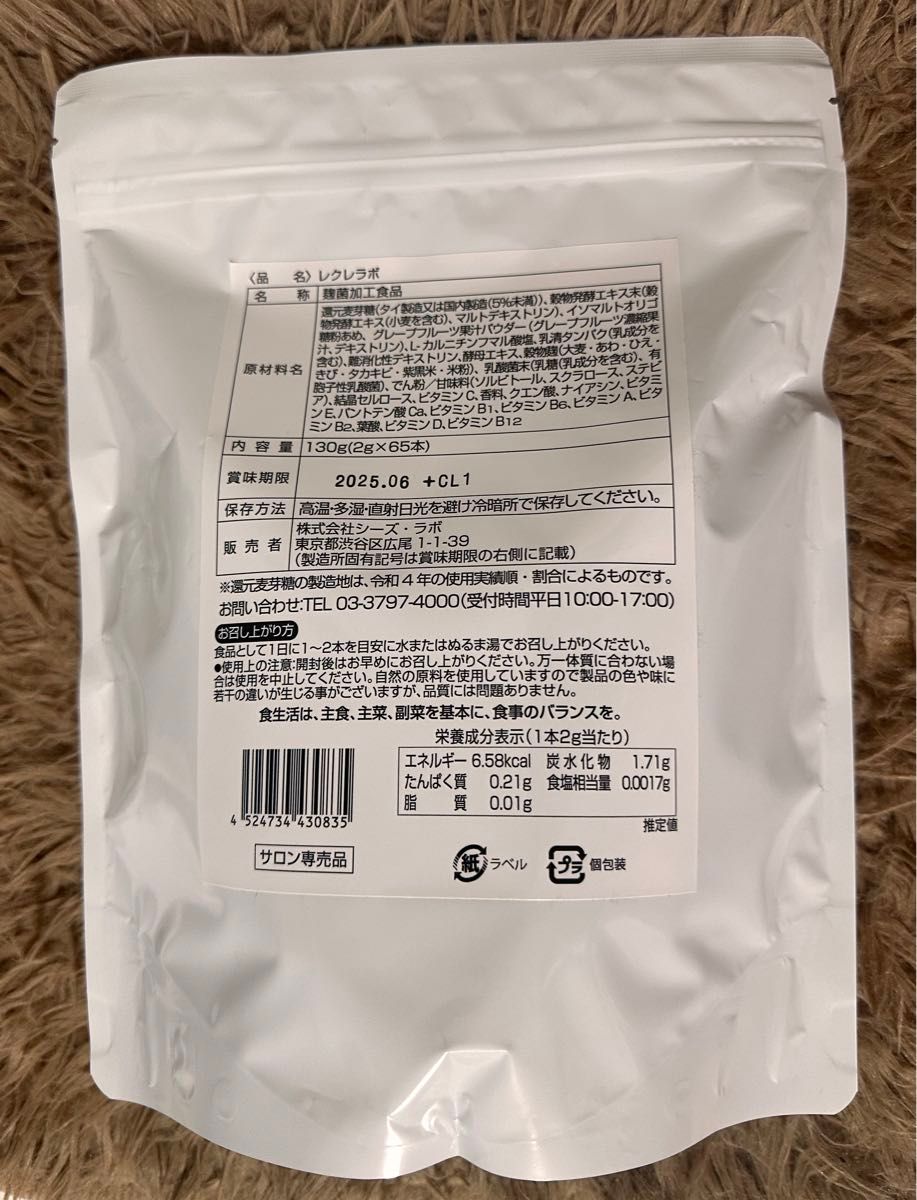 〈品　名〉レクレラボ
名　称　麹菌加工食品
原材料名
還元麦芽糖(タイ製造又は国内製造(5%未満))、穀物発酵エキス末(穀
物発酵エキス(小麦を含む)、マルトデキストリン)、イソマルトオリゴ
糖粉あめ、グレープフルーツ果汁パウダー(グレープフルーツ濃縮果
汁、デキストリン)、L-カルニチンフマル酸塩、乳清タンパク(乳成分を
含む)、難消化性デキストリン、酵母エキス、穀物麹(大麦・あわ・ひえ・
きび・タカキビ・紫黒米・米粉)、乳酸菌末(乳糖(乳成分を含む)、有
胞子性乳酸菌)、でん粉／甘味料(ソルビトール、スクラロース、ステビ
ア)、結晶セルロース、ビタミンC、香料、クエン酸、ナイアシン、ビタミ
ンE、パントテン酸Ca、ビタミンB1、ビタミンB6、ビタミンA、ビタ
ミンB2、葉酸、ビタミンD、ビタミンB12
内容量　130g(2g×65本)
賞味期限　2025.06 +CL1
保存方法　高温・多湿・直射日光を避け冷暗所で保存してください。
販売者　株式会社シーズ・ラボ
東京都渋谷区広尾 1-1-39
(製造所固有記号は賞味期限の右側に記載)
※還元麦芽糖の製造地は、令和4年の使用実績順・割合によるものです。
お問い合わせ:TEL 03-3797-4000(受付時間平日10:00-17:00)
お召し上がり方
食品として1日に1〜2本を目安に水またはぬるま湯でお召し上がりください。
●使用上の注意:開封後はお早めにお召し上がりください。万一体質に合わない場
合は使用を中止してください。自然の原料を使用していますので製品の色や味に
若干の違いが生じる事がございますが、品質には問題ありません。
食生活は、主食、主菜、副菜を基本に、食事のバランスを。
栄養成分表示(1本2g当たり)
エネルギー 6.58kcal　炭水化物　1.71g
たんぱく質　0.21g　食塩相当量　0.0017g
脂　質　0.01g
推定値
4 524734 430835
サロン専売品
紙 ラベル　プラ 個包装